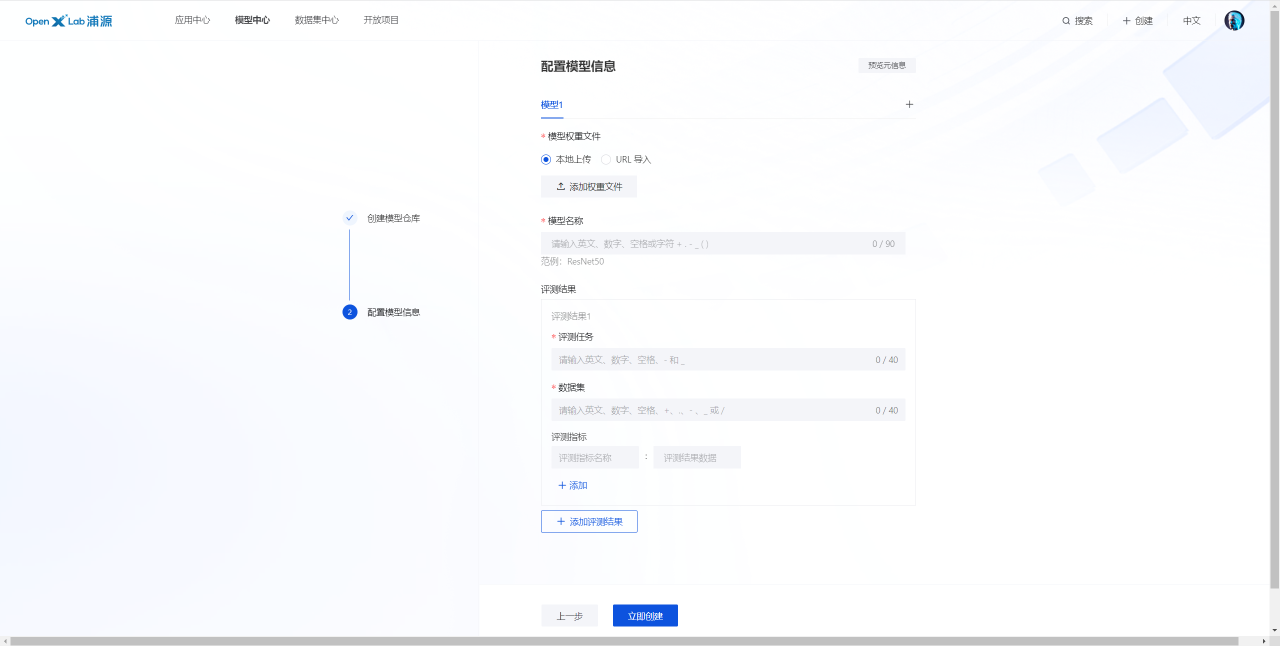 OpenXLab浦源 应用中心 模型中心 数据集中心 开放项目 搜索 + 创建 中文
配置模型信息 预览元信息
模型1 +
* 模型权重文件
本地上传 URL 导入
添加权重文件
创建模型仓库
* 模型名称
请输入英文、数字、空格或字符 + . - _ ( ) 0 / 90
范例：ResNet50
评测结果
2 配置模型信息
评测结果1
* 评测任务
请输入英文、数字、空格、- 和 _ 0 / 40
* 数据集
请输入英文、数字、空格、+、.、- 、_ 或 / 0 / 40
评测指标
评测指标名称 : 评测结果数据
+ 添加
+ 添加评测结果
上一步 立即创建